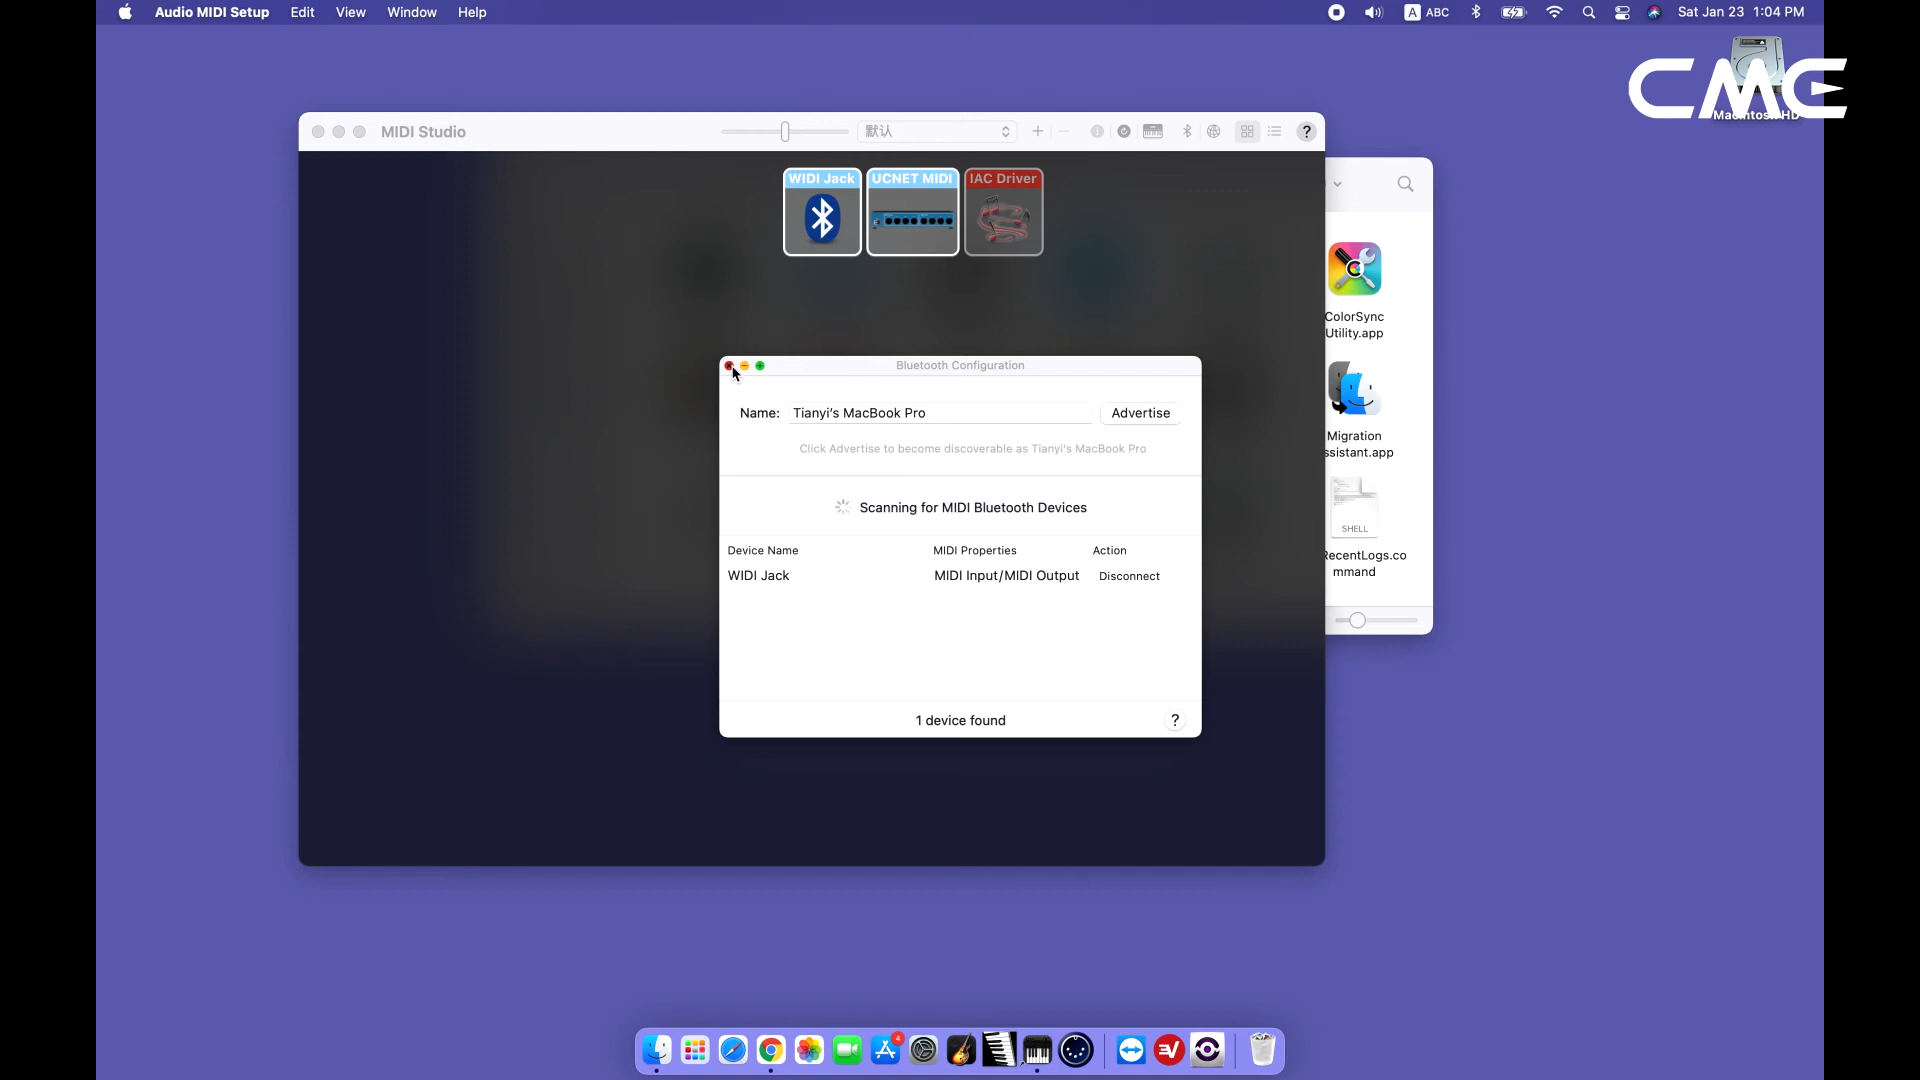 Audio MIDI Setup Edit View Window Help
A ABC Sat Jan 23 1:04 PM
CME
Macintosh HD
MIDI Studio 默认 ?
WIDI Jack UCNET MIDI IAC Driver
ColorSync
Utility.app
Bluetooth Configuration
Name: Tianyi's MacBook Pro Advertise
Click Advertise to become discoverable as Tianyi's MacBook Pro
Migration
ssistant.app
Scanning for MIDI Bluetooth Devices
SHELL
Device Name MIDI Properties Action
RecentLogs.co
mmand
WIDI Jack MIDI Input/MIDI Output Disconnect
1 device found ?
4